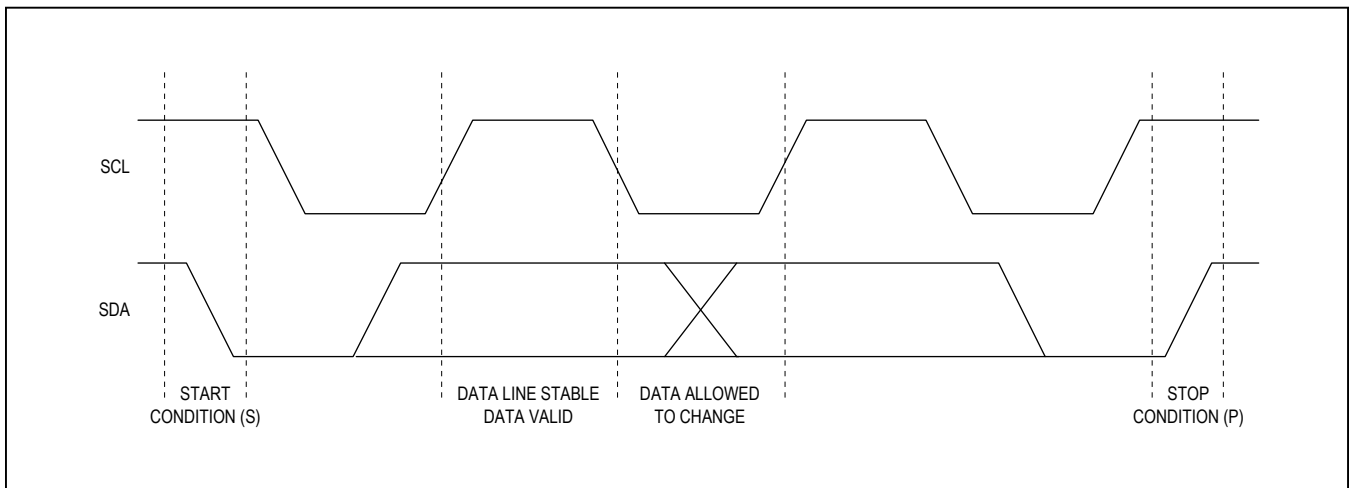 SCL
SDA
START
CONDITION (S)
DATA LINE STABLE
DATA VALID
DATA ALLOWED
TO CHANGE
STOP
CONDITION (P)